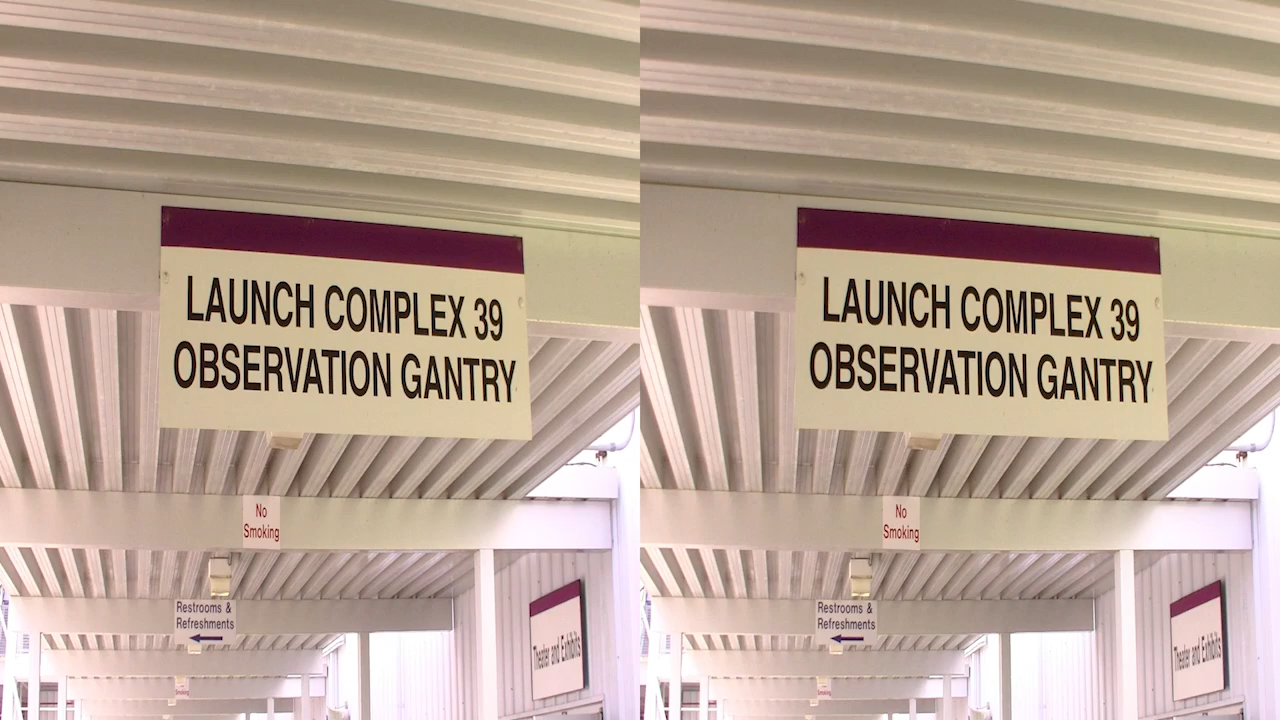 LAUNCH COMPLEX 39
OBSERVATION GANTRY
No
Smoking
Restrooms &
Refreshments
Theater and Exhibits
LAUNCH COMPLEX 39
OBSERVATION GANTRY
No
Smoking
Restrooms &
Refreshments
Theater and Exhibits